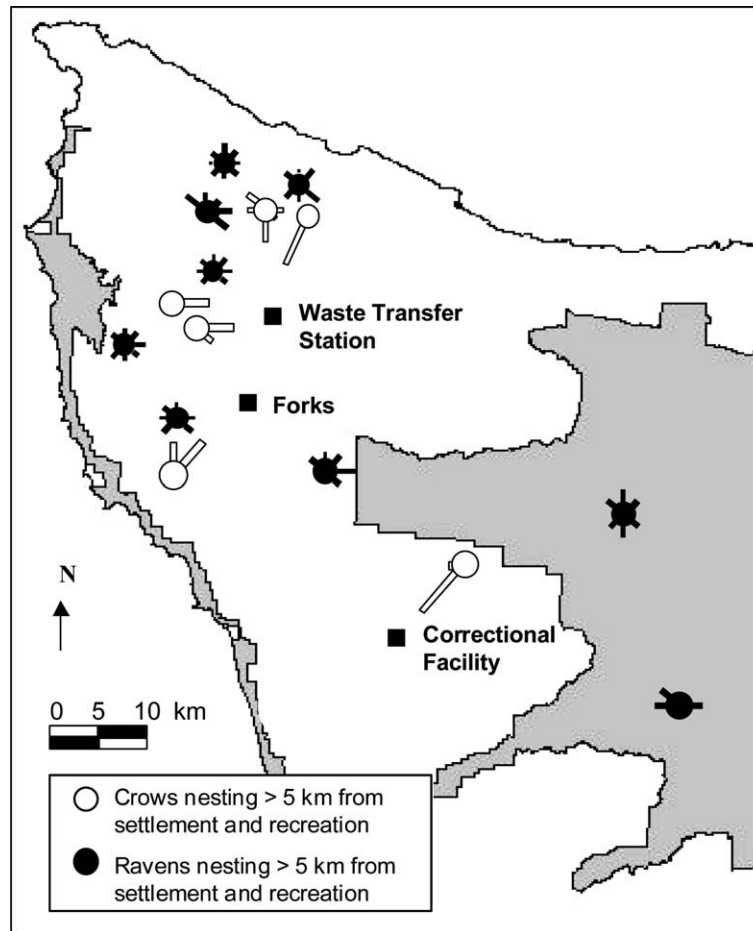 Waste Transfer
Station
Forks
N
Correctional
Facility
0 5 10 km
Crows nesting > 5 km from
settlement and recreation
Ravens nesting > 5 km from
settlement and recreation